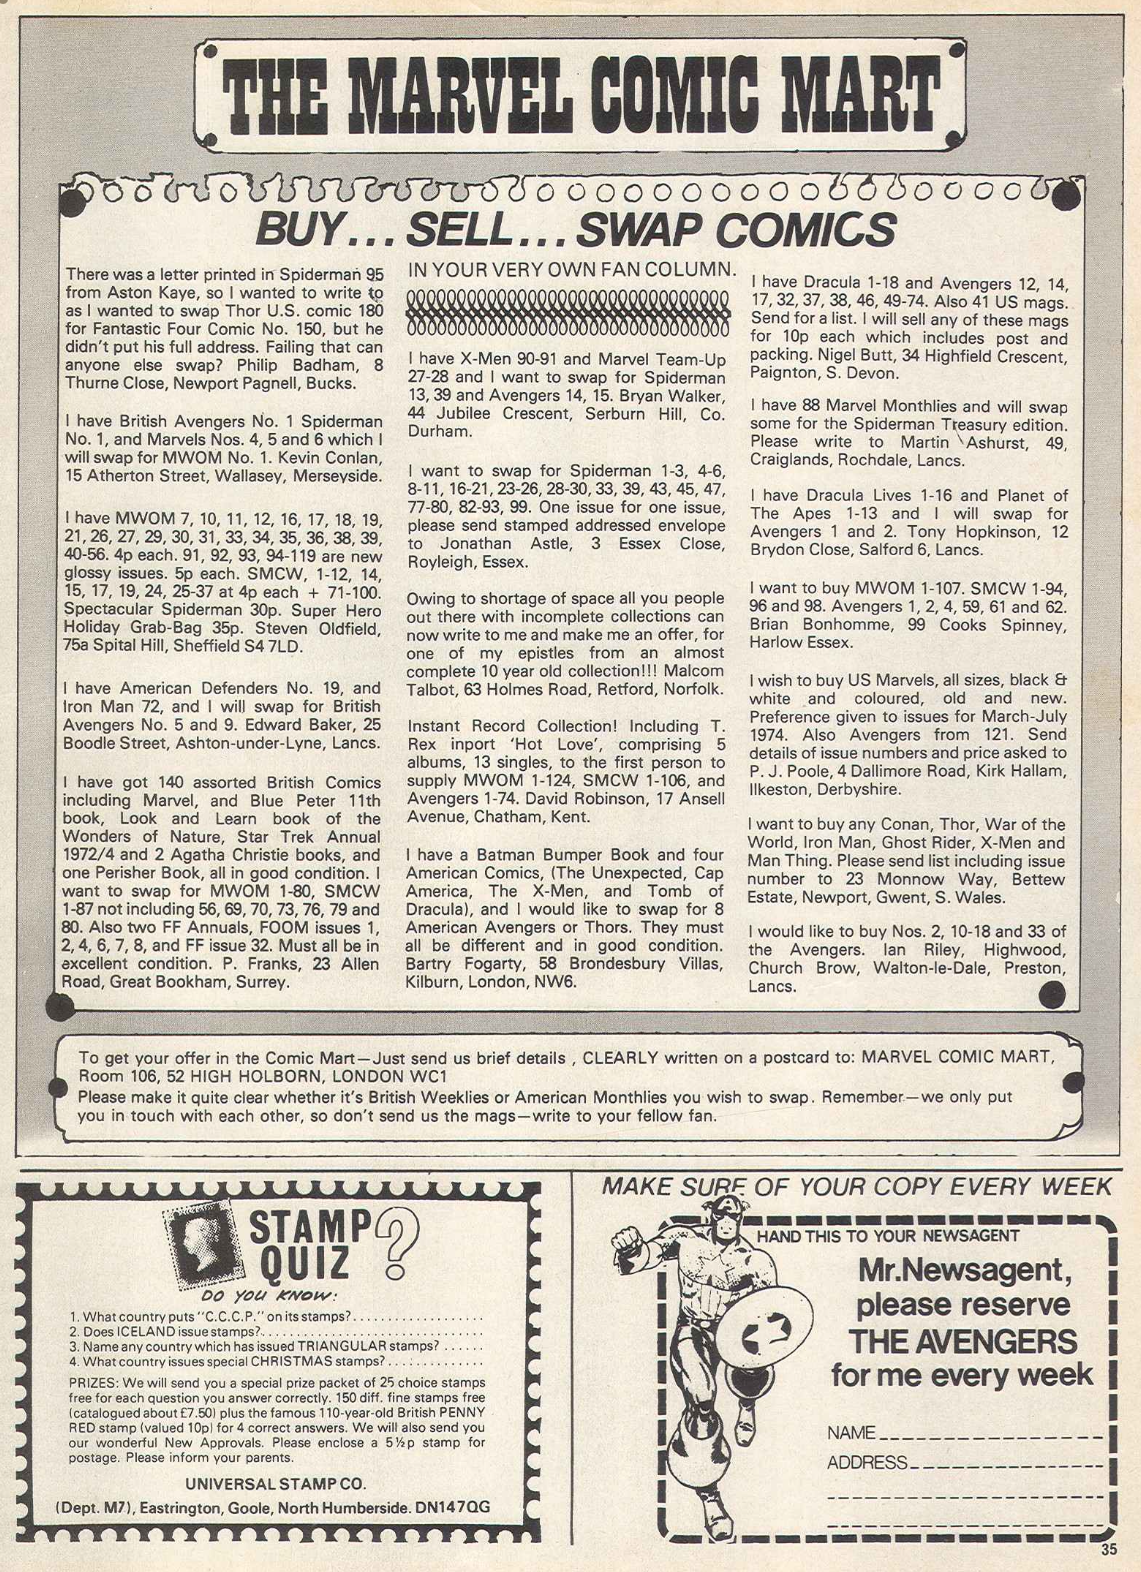 THE MARVEL COMIC MART
BUY... SELL... SWAP COMICS
There was a letter printed in Spiderman 95
from Aston Kaye, so I wanted to write to
as I wanted to swap Thor U.S. comic 180
for Fantastic Four Comic No. 150, but he
didn't put his full address. Failing that can
anyone else swap? Philip Badham, 8
Thurne Close, Newport Pagnell, Bucks.
I have British Avengers No. 1 Spiderman
No. 1, and Marvels Nos. 4, 5 and 6 which I
will swap for MWOM No. 1. Kevin Conlan,
15 Atherton Street, Wallasey, Merseyside.
I have MWOM 7, 10, 11, 12, 16, 17, 18, 19,
21, 26, 27, 29, 30, 31, 33, 34, 35, 36, 38, 39,
40-56. 4p each. 91, 92, 93, 94-119 are new
glossy issues. 5p each. SMCW, 1-12, 14,
15, 17, 19, 24, 25-37 at 4p each + 71-100.
Spectacular Spiderman 30p. Super Hero
Holiday Grab-Bag 35p. Steven Oldfield,
75a Spital Hill, Sheffield S4 7LD.
I have American Defenders No. 19, and
Iron Man 72, and I will swap for British
Avengers No. 5 and 9. Edward Baker, 25
Boodle Street, Ashton-under-Lyne, Lancs.
I have got 140 assorted British Comics
including Marvel, and Blue Peter 11th
book, Look and Learn book of the
Wonders of Nature, Star Trek Annual
1972/4 and 2 Agatha Christie books, and
one Perisher Book, all in good condition. I
want to swap for MWOM 1-80, SMCW
1-87 not including 56, 69, 70, 73, 76, 79 and
80. Also two FF Annuals, FOOM issues 1,
2, 4, 6, 7, 8, and FF issue 32. Must all be in
excellent condition. P. Franks, 23 Allen
Road, Great Bookham, Surrey.
IN YOUR VERY OWN FAN COLUMN.
I have X-Men 90-91 and Marvel Team-Up
27-28 and I want to swap for Spiderman
13, 39 and Avengers 14, 15. Bryan Walker,
44 Jubilee Crescent, Serburn Hill, Co.
Durham.
I want to swap for Spiderman 1-3, 4-6,
8-11, 16-21, 23-26, 28-30, 33, 39, 43, 45, 47,
77-80, 82-93, 99. One issue for one issue,
please send stamped addressed envelope
to Jonathan Astle, 3 Essex Close,
Royleigh, Essex.
Owing to shortage of space all you people
out there with incomplete collections can
now write to me and make me an offer, for
one of my epistles from an almost
complete 10 year old collection!!! Malcom
Talbot, 63 Holmes Road, Retford, Norfolk.
Instant Record Collection! Including T.
Rex inport 'Hot Love', comprising 5
albums, 13 singles, to the first person to
supply MWOM 1-124, SMCW 1-106, and
Avengers 1-74. David Robinson, 17 Ansell
Avenue, Chatham, Kent.
I have a Batman Bumper Book and four
American Comics, (The Unexpected, Cap
America, The X-Men, and Tomb of
Dracula), and I would like to swap for 8
American Avengers or Thors. They must
all be different and in good condition.
Bartry Fogarty, 58 Brondesbury Villas,
Kilburn, London, NW6.
I have Dracula 1-18 and Avengers 12, 14,
17, 32, 37, 38, 46, 49-74. Also 41 US mags.
Send for a list. I will sell any of these mags
for 10p each which includes post and
packing. Nigel Butt, 34 Highfield Crescent,
Paignton, S. Devon.
I have 88 Marvel Monthlies and will swap
some for the Spiderman Treasury edition.
Please write to Martin Ashurst, 49,
Craiglands, Rochdale, Lancs.
I have Dracula Lives 1-16 and Planet of
The Apes 1-13 and I will swap for
Avengers 1 and 2. Tony Hopkinson, 12
Brydon Close, Salford 6, Lancs.
I want to buy MWOM 1-107. SMCW 1-94,
96 and 98. Avengers 1, 2, 4, 59, 61 and 62.
Brian Bonhomme, 99 Cooks Spinney,
Harlow Essex.
I wish to buy US Marvels, all sizes, black &
white and coloured, old and new.
Preference given to issues for March-July
1974. Also Avengers from 121. Send
details of issue numbers and price asked to
P. J. Poole, 4 Dallimore Road, Kirk Hallam,
Ilkeston, Derbyshire.
I want to buy any Conan, Thor, War of the
World, Iron Man, Ghost Rider, X-Men and
Man Thing. Please send list including issue
number to 23 Monnow Way, Bettew
Estate, Newport, Gwent, S. Wales.
I would like to buy Nos. 2, 10-18 and 33 of
the Avengers. Ian Riley, Highwood,
Church Brow, Walton-le-Dale, Preston,
Lancs.
To get your offer in the Comic Mart—Just send us brief details , CLEARLY written on a postcard to: MARVEL COMIC MART,
Room 106, 52 HIGH HOLBORN, LONDON WC1
Please make it quite clear whether it's British Weeklies or American Monthlies you wish to swap. Remember—we only put
you in touch with each other, so don't send us the mags—write to your fellow fan.
STAMP
QUIZ ?
DO YOU KNOW:
1. What country puts "C.C.C.P." on its stamps?
2. Does ICELAND issue stamps?
3. Name any country which has issued TRIANGULAR stamps?
4. What country issues special CHRISTMAS stamps?
PRIZES: We will send you a special prize packet of 25 choice stamps
free for each question you answer correctly. 150 diff. fine stamps free
(catalogued about £7.50) plus the famous 110-year-old British PENNY
RED stamp (valued 10p) for 4 correct answers. We will also send you
our wonderful New Approvals. Please enclose a 5½p stamp for
postage. Please inform your parents.
UNIVERSAL STAMP CO.
(Dept. M7), Eastrington, Goole, North Humberside. DN14 7QG
MAKE SURE OF YOUR COPY EVERY WEEK
HAND THIS TO YOUR NEWSAGENT
Mr. Newsagent,
please reserve
THE AVENGERS
for me every week
NAME
ADDRESS
35